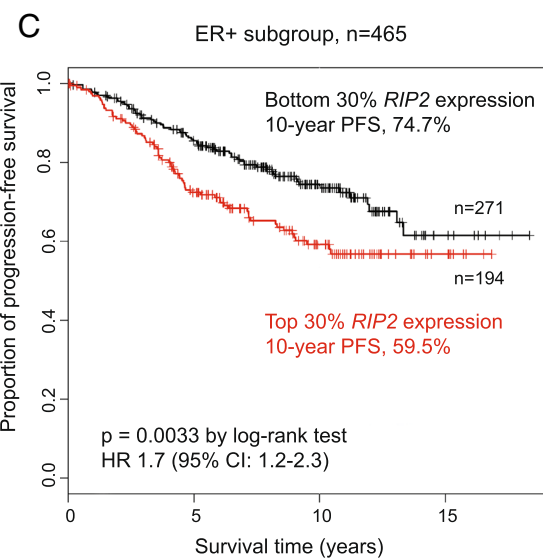 C
ER+ subgroup, n=465
Proportion of progression-free survival
1.0
0.8
0.6
0.4
0.2
0.0
Bottom 30% RIP2 expression
10-year PFS, 74.7%
n=271
n=194
Top 30% RIP2 expression
10-year PFS, 59.5%
p = 0.0033 by log-rank test
HR 1.7 (95% CI: 1.2-2.3)
0 5 10 15
Survival time (years)